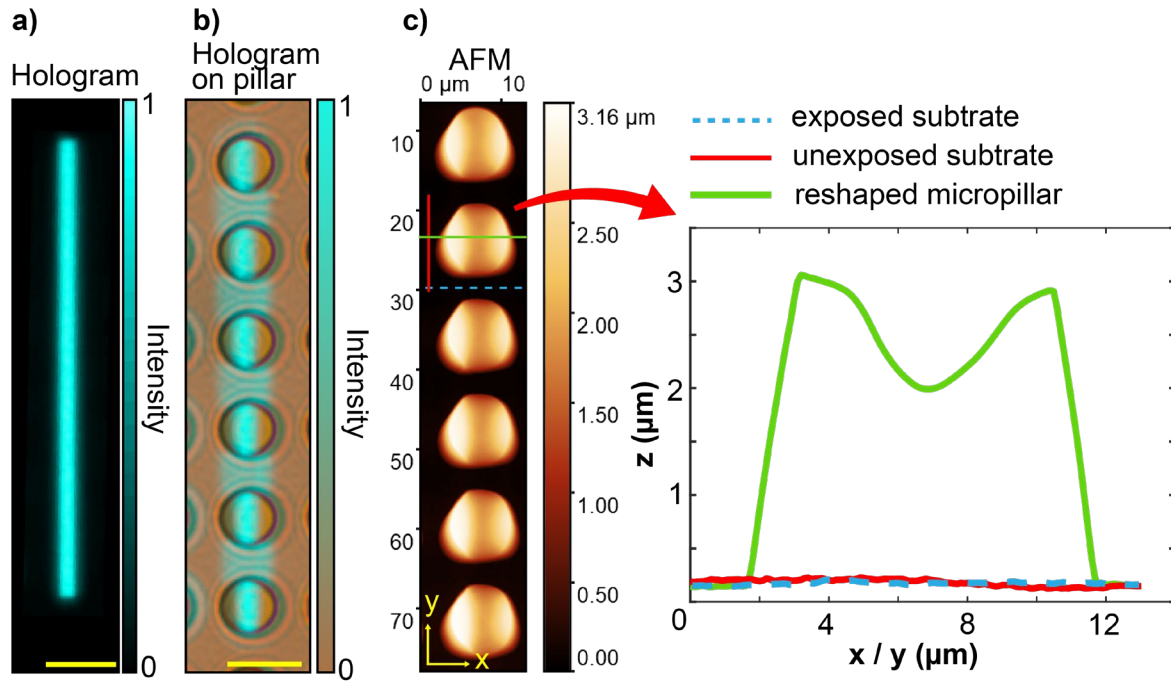 a)
Hologram
1
Intensity
0
b)
Hologram
on pillar
1
Intensity
0
c)
AFM
0 µm 10
10
20
30
40
50
60
70
y
x
3.16 µm
2.50
2.00
1.50
1.00
0.50
0.00
exposed subtrate
unexposed subtrate
reshaped micropillar
z (µm)
3
2
1
0 4 8 12
x / y (µm)